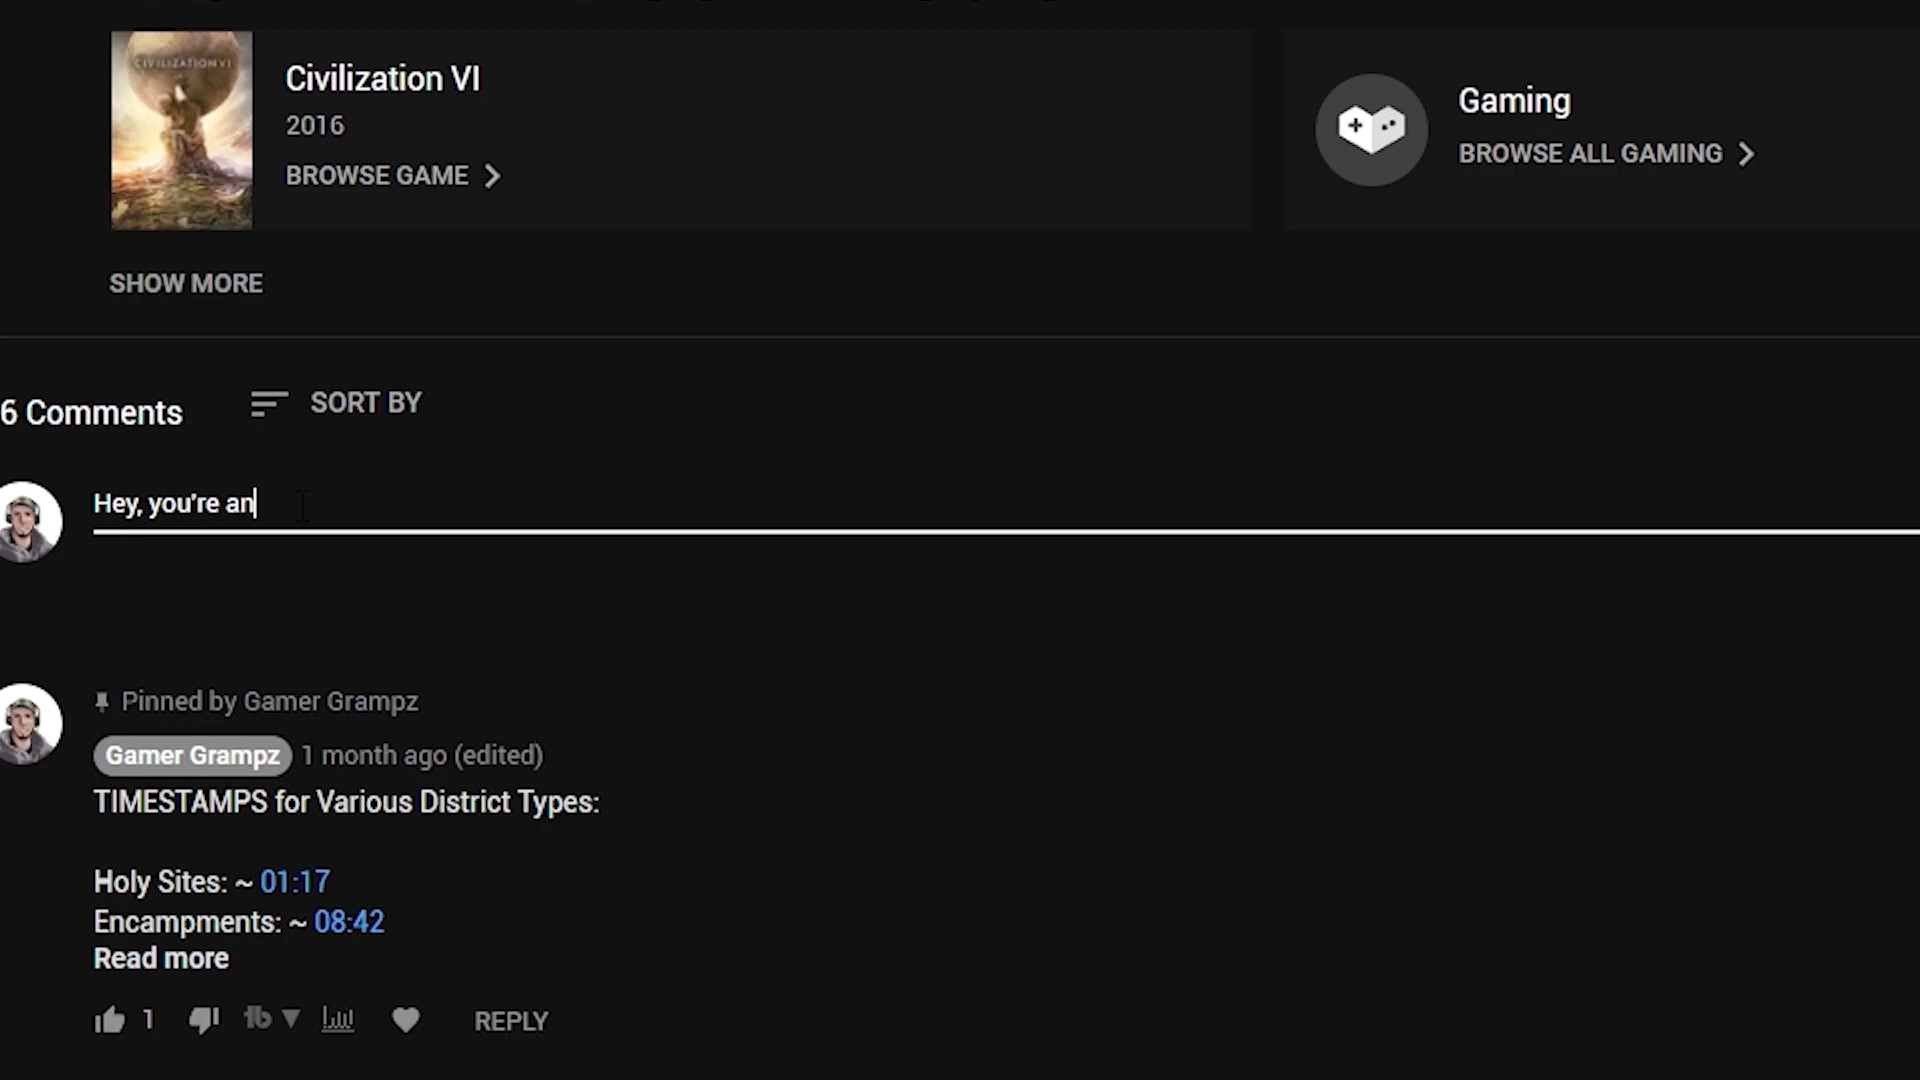 CIVILIZATION VI
Civilization VI
2016
BROWSE GAME
Gaming
BROWSE ALL GAMING
SHOW MORE
6 Comments
SORT BY
Hey, you're an
Pinned by Gamer Grampz
Gamer Grampz 1 month ago (edited)
TIMESTAMPS for Various District Types:
Holy Sites: ~ 01:17
Encampments: ~ 08:42
Read more
1
REPLY